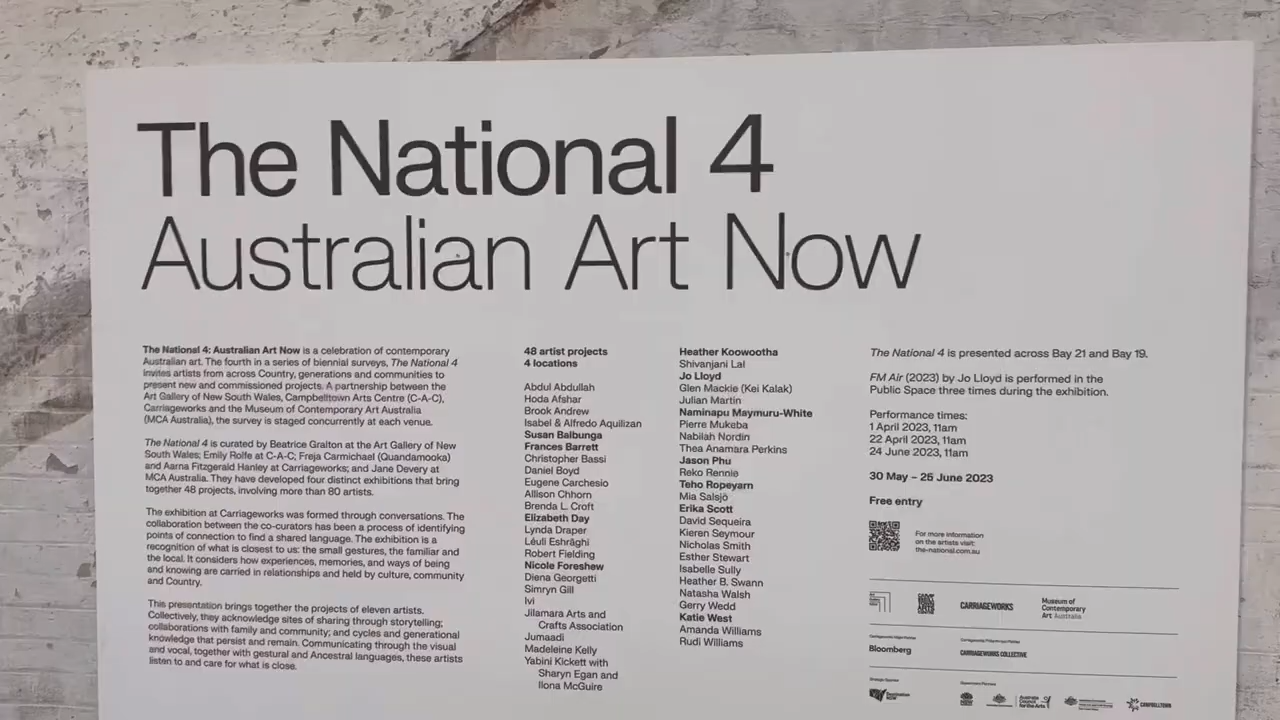 The National 4
Australian Art Now
The National 4: Australian Art Now is a celebration of contemporary
Australian art. The fourth in a series of biennial surveys, The National 4
invites artists from across Country, generations and communities to
present new and commissioned projects. A partnership between the
Art Gallery of New South Wales, Campbelltown Arts Centre (C-A-C),
Carriageworks and the Museum of Contemporary Art Australia
(MCA Australia), the survey is staged concurrently at each venue.
The National 4 is curated by Beatrice Gralton at the Art Gallery of New
South Wales; Emily Rolfe at C-A-C; Freja Carmichael (Quandamooka)
and Aarna Fitzgerald Hanley at Carriageworks; and Jane Devery at
MCA Australia. They have developed four distinct exhibitions that bring
together 48 projects, involving more than 80 artists.
The exhibition at Carriageworks was formed through conversations. The
collaboration between the co-curators has been a process of identifying
points of connection to find a shared language. The exhibition is a
recognition of what is closest to us: the small gestures, the familiar and
the local. It considers how experiences, memories, and ways of being
and knowing are carried in relationships and held by culture, community
and Country.
This presentation brings together the projects of eleven artists.
Collectively, they acknowledge sites of sharing through storytelling;
collaborations with family and community; and cycles and generational
knowledge that persist and remain. Communicating through the visual
and vocal, together with gestural and Ancestral languages, these artists
listen to and care for what is close.
48 artist projects
4 locations
Abdul Abdullah
Hoda Afshar
Brook Andrew
Isabel & Alfredo Aquilizan
Susan Balbunga
Frances Barrett
Christopher Bassi
Daniel Boyd
Eugene Carchesio
Allison Chhorn
Brenda L. Croft
Elizabeth Day
Lynda Draper
Léuli Eshrāghi
Robert Fielding
Nicole Foreshew
Diena Georgetti
Simryn Gill
Ivi
Jilamara Arts and
Crafts Association
Jumaadi
Madeleine Kelly
Yabini Kickett with
Sharyn Egan and
Ilona McGuire
Heather Koowootha
Shivanjani Lal
Jo Lloyd
Glen Mackie (Kei Kalak)
Julian Martin
Naminapu Maymuru-White
Pierre Mukeba
Nabilah Nordin
Thea Anamara Perkins
Jason Phu
Reko Rennie
Teho Ropeyarn
Mia Salsjö
Erika Scott
David Sequeira
Kieren Seymour
Nicholas Smith
Esther Stewart
Isabelle Sully
Heather B. Swann
Natasha Walsh
Gerry Wedd
Katie West
Amanda Williams
Rudi Williams
The National 4 is presented across Bay 21 and Bay 19.
FM Air (2023) by Jo Lloyd is performed in the
Public Space three times during the exhibition.
Performance times:
1 April 2023, 11am
22 April 2023, 11am
24 June 2023, 11am
30 May – 25 June 2023
Free entry
For more information
on the artists visit:
the-national.com.au
CARRIAGEWORKS
Museum of
Contemporary
Art Australia
Bloomberg
CARRIAGEWORKS COLLECTIVE
Australia
Council
for the Arts
CAMPBELLTOWN